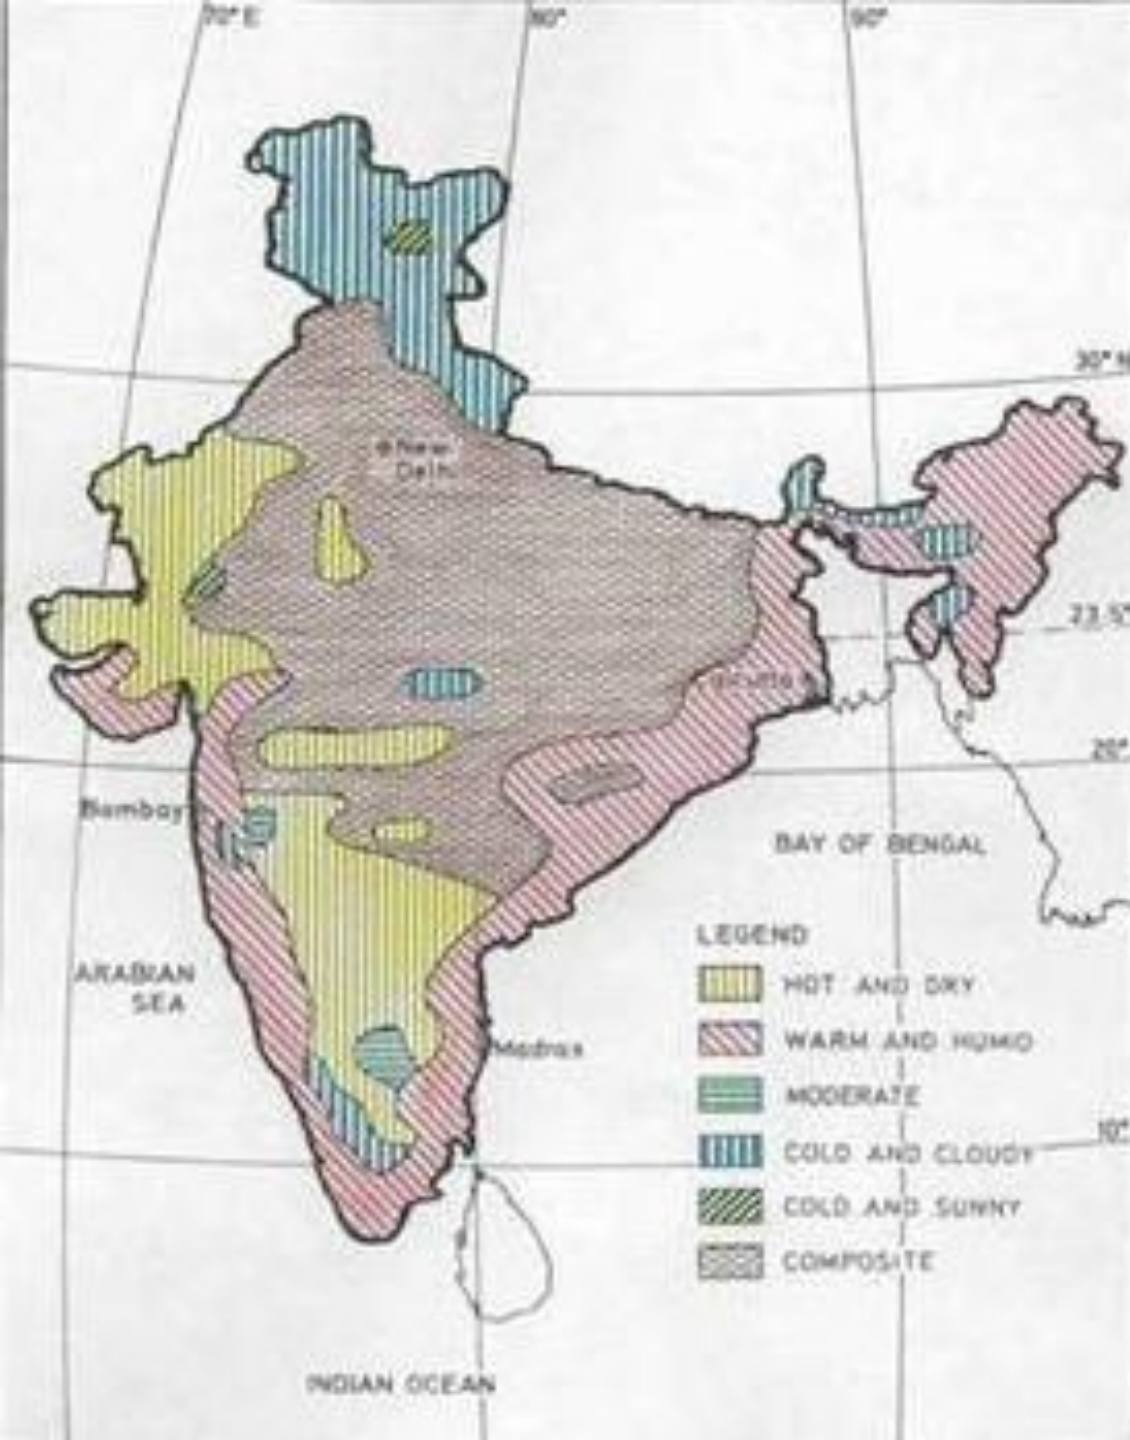 70° E
80°
90°
30° N
New
Delhi
23.5°
Calcutta
20°
Bombay
BAY OF BENGAL
ARABIAN
SEA
Madras
10°
INDIAN OCEAN
LEGEND
HOT AND DRY
WARM AND HUMID
MODERATE
COLD AND CLOUDY
COLD AND SUNNY
COMPOSITE